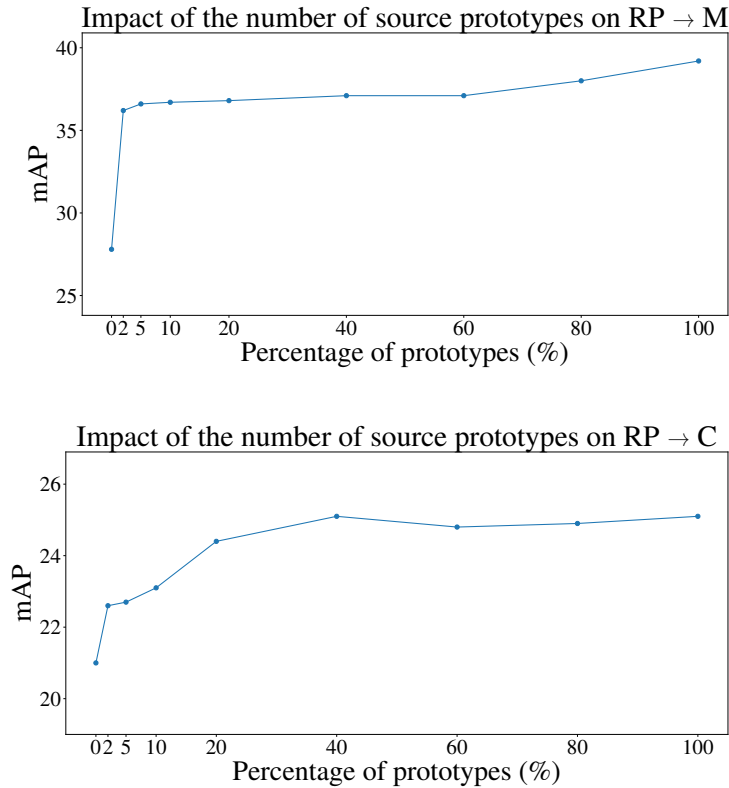 Impact of the number of source prototypes on RP → M
40
35
30
25
mAP
0 2 5 10 20 40 60 80 100
Percentage of prototypes (%)
Impact of the number of source prototypes on RP → C
26
24
22
20
mAP
0 2 5 10 20 40 60 80 100
Percentage of prototypes (%)